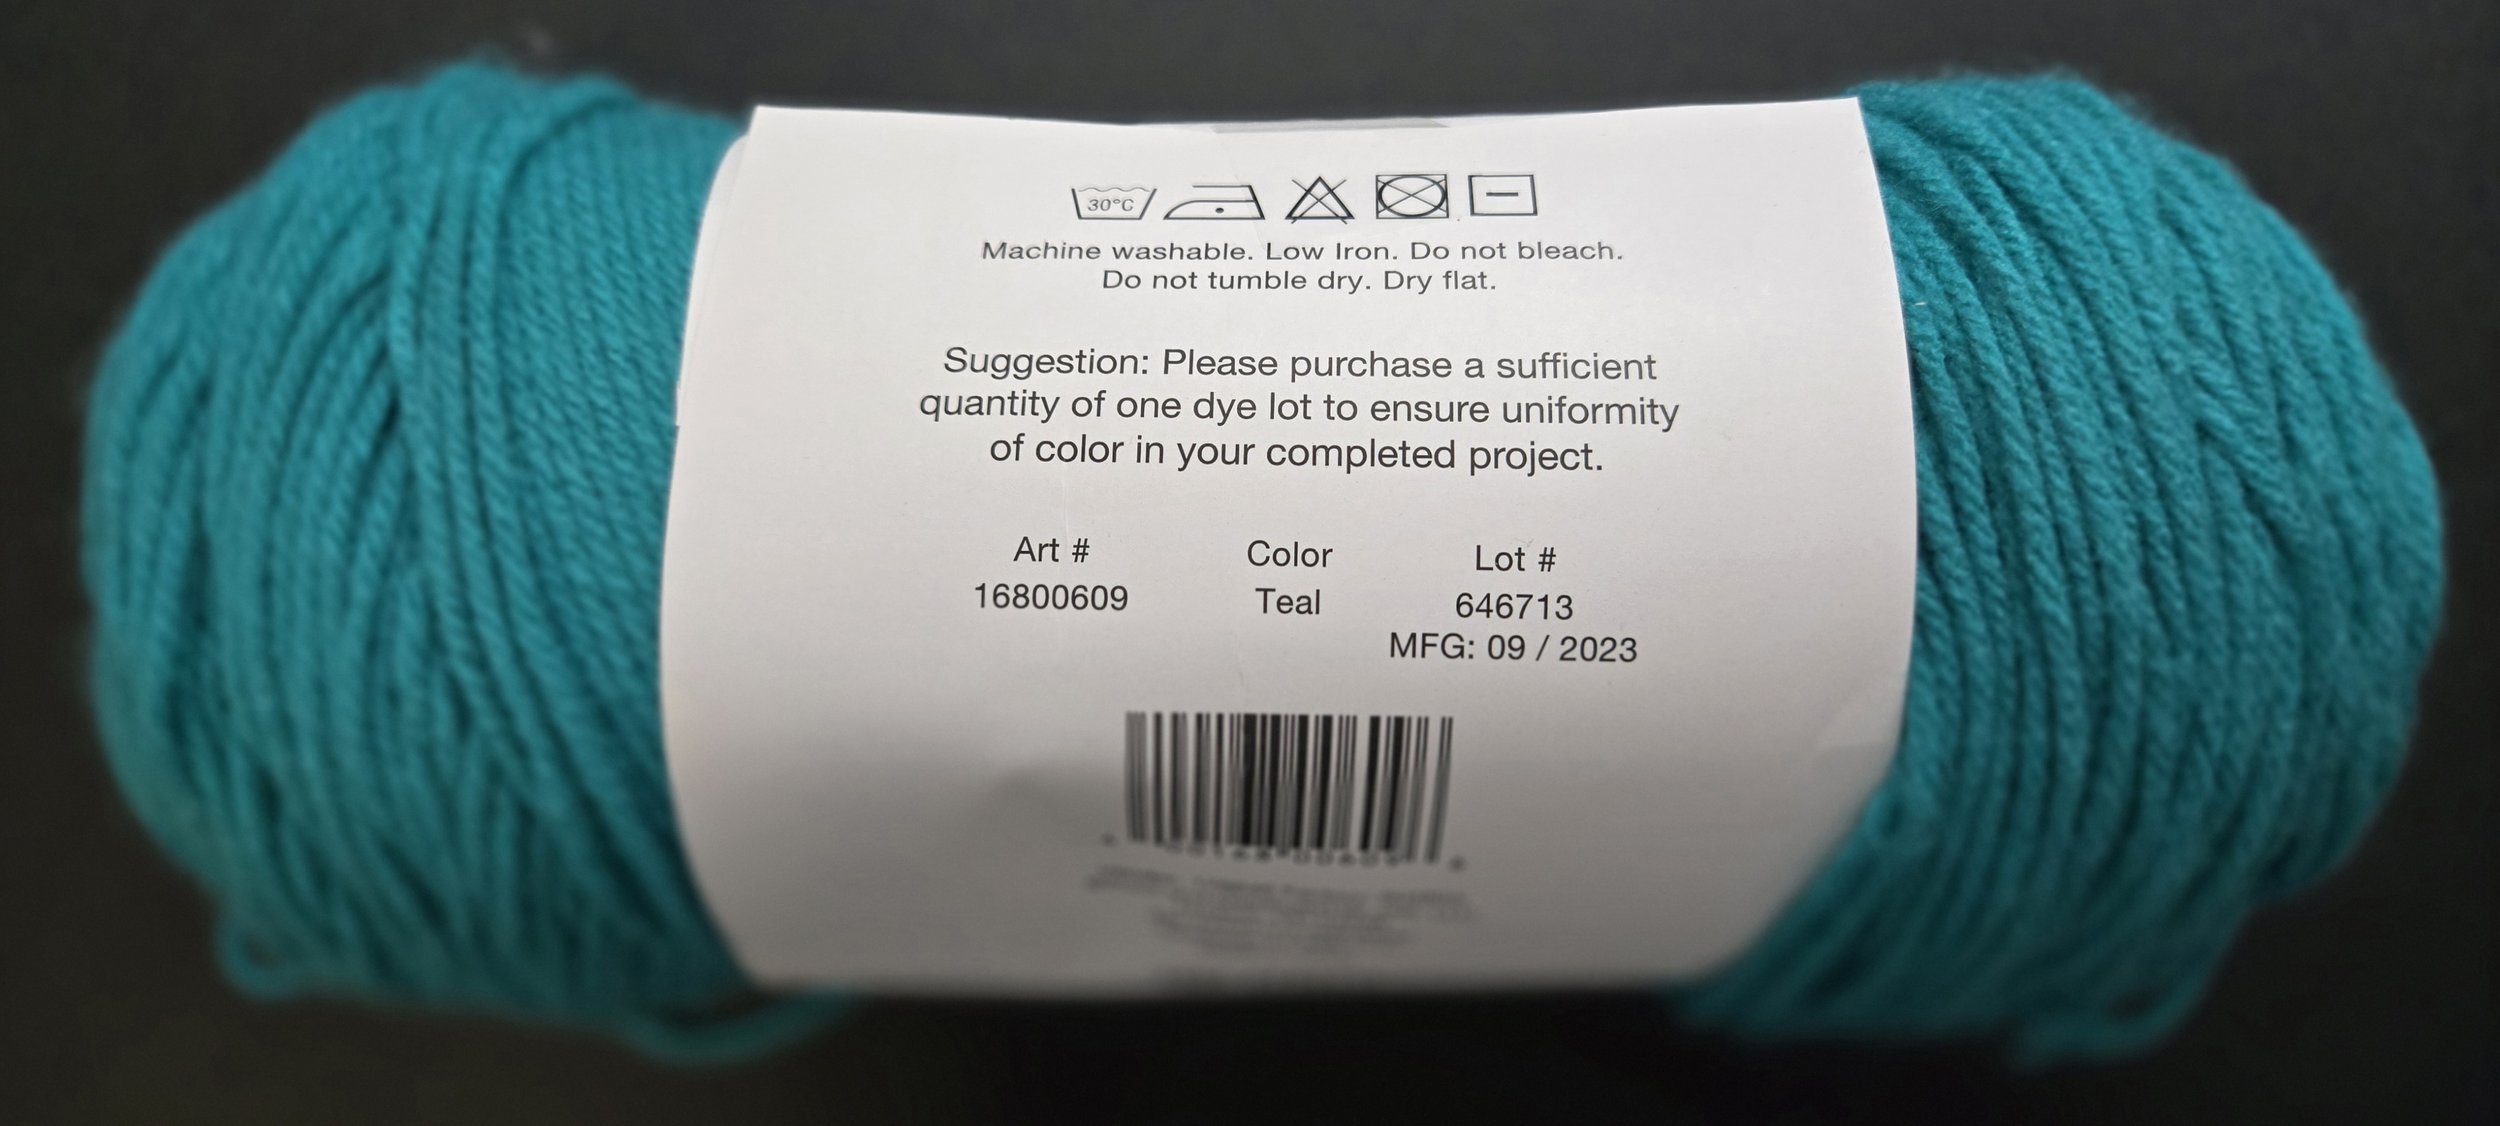 30°C
Machine washable. Low Iron. Do not bleach.
Do not tumble dry. Dry flat.
Suggestion: Please purchase a sufficient
quantity of one dye lot to ensure uniformity
of color in your completed project.
Art # Color Lot #
16800609 Teal 646713
MFG: 09 / 2023